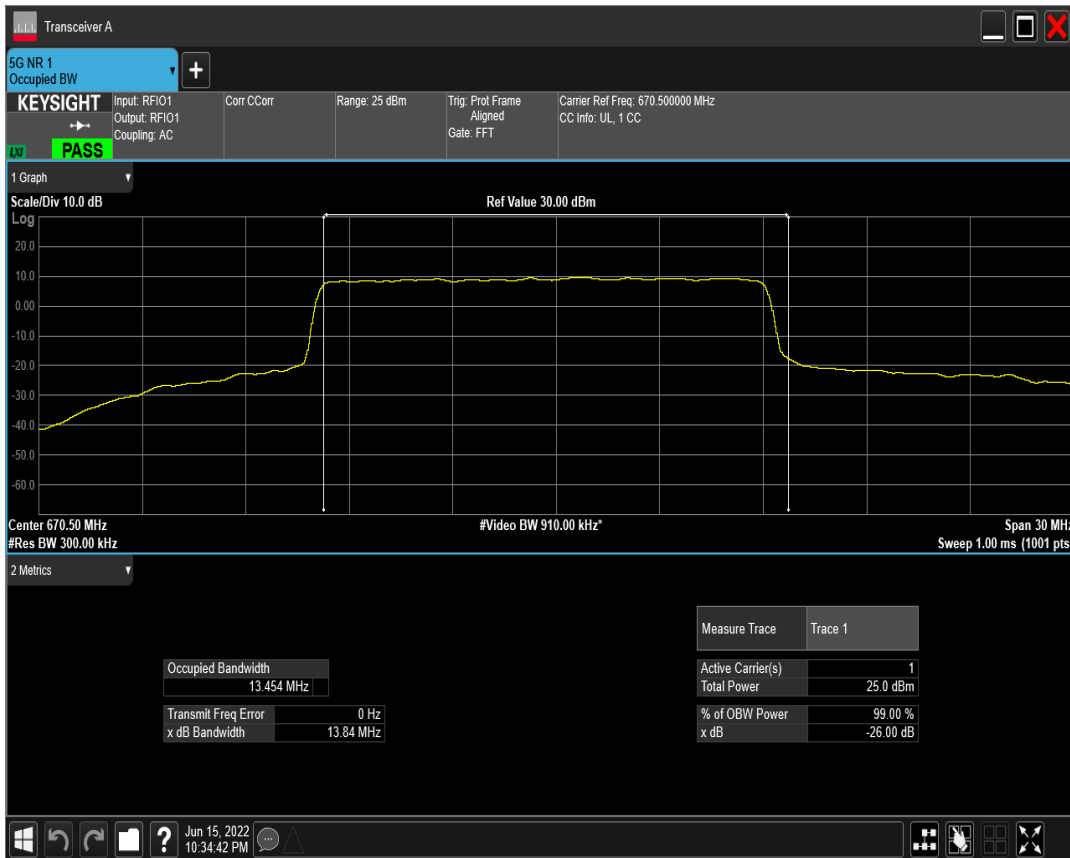 Transceiver A
5G NR 1
Occupied BW
KEYSIGHT
Input: RFIO1
Output: RFIO1
Coupling: AC
Corr CCorr
Range: 25 dBm
Trig: Prot Frame
Aligned
Gate: FFT
Carrier Ref Freq: 670.500000 MHz
CC Info: UL, 1 CC
LXI
PASS
1 Graph
Scale/Div 10.0 dB
Ref Value 30.00 dBm
Log
20.0
10.0
0.00
-10.0
-20.0
-30.0
-40.0
-50.0
-60.0
Center 670.50 MHz
#Video BW 910.00 kHz*
Span 30 MHz
#Res BW 300.00 kHz
Sweep 1.00 ms (1001 pts
2 Metrics
Measure Trace Trace 1
Occupied Bandwidth
13.454 MHz
Active Carrier(s) 1
Total Power 25.0 dBm
Transmit Freq Error 0 Hz
x dB Bandwidth 13.84 MHz
% of OBW Power 99.00 %
x dB -26.00 dB
?
Jun 15, 2022
10:34:42 PM